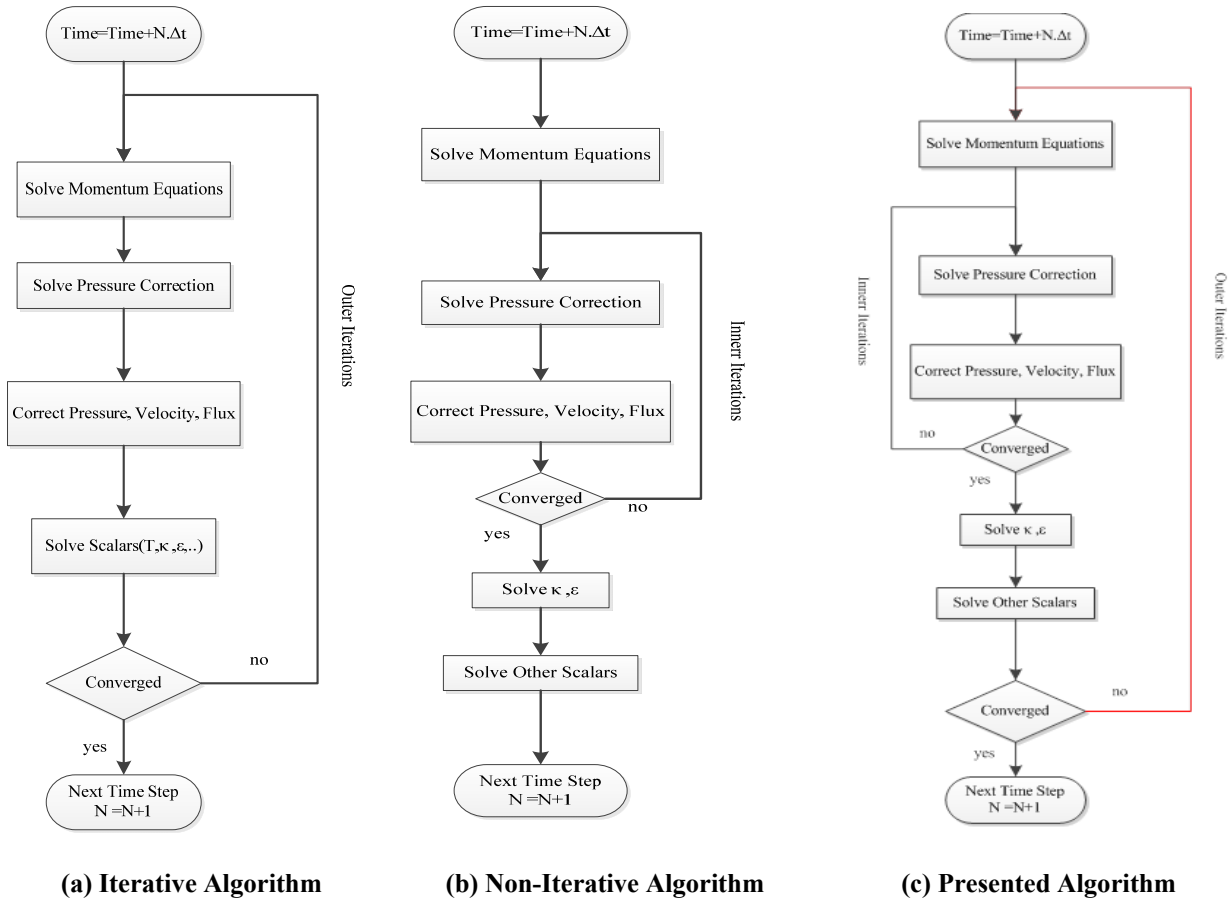 Time=Time+N.Δt
Solve Momentum Equations
Solve Pressure Correction
Correct Pressure, Velocity, Flux
Solve Scalars(T,κ,ε,..)
Converged
no
yes
Next Time Step
N =N+1
Outer Iterations
(a) Iterative Algorithm
Time=Time+N.Δt
Solve Momentum Equations
Solve Pressure Correction
Correct Pressure, Velocity, Flux
Converged
no
yes
Solve κ ,ε
Solve Other Scalars
Next Time Step
N =N+1
Innerr Iterations
(b) Non-Iterative Algorithm
Time=Time+N.Δt
Solve Momentum Equations
Solve Pressure Correction
Correct Pressure, Velocity, Flux
no
Converged
yes
Solve κ ,ε
Solve Other Scalars
Converged
no
yes
Next Time Step
N =N+1
Innerr Iterations
Outer Iterations
(c) Presented Algorithm